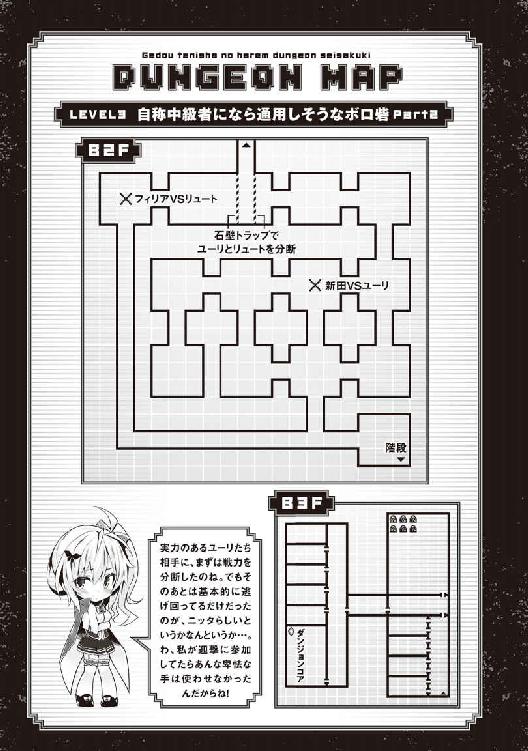 Gedou tenisha no harem dungeon seisakuki
DUNGEON MAP
LEVEL3 自称中級者になら通用しそうなボロ砦 Part2
B2F
フィリアVSリュート
石壁トラップで
ユーリとリュートを分断
新田VSユーリ
階段
B3F
ダンジョンコア
実力のあるユーリたち
相手に、まずは戦力を
分断したのね。でもそ
のあとは基本的に逃
げ回ってるだけだった
のが、ニッタらしいと
いうかなんというか…。
わ、私が迎撃に参加
してたらあんな卑怯な
手は使わせなかった
んだからね!